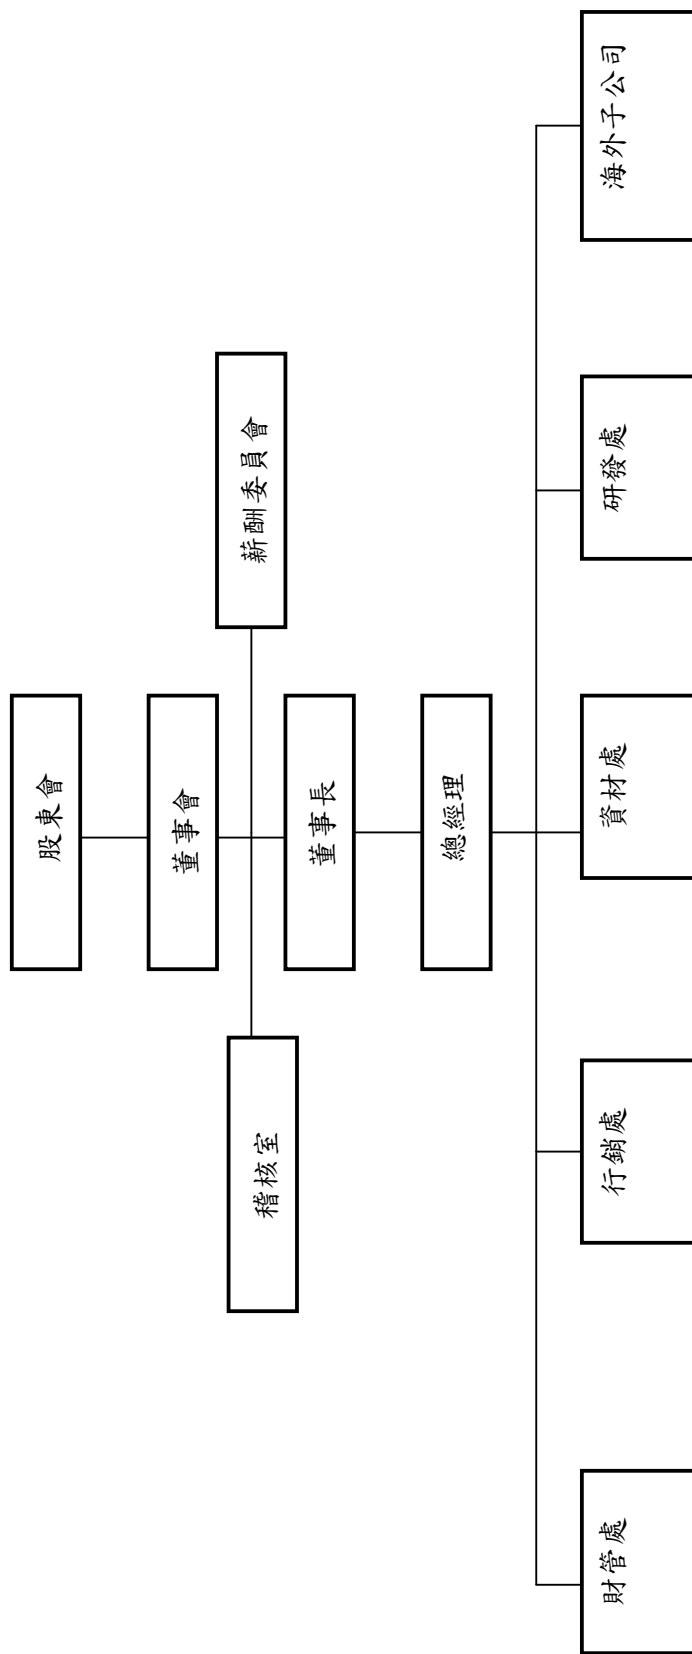 股東會
董事會
稽核室
薪酬委員會
董事長
總經理
財管處
行銷處
資材處
研發處
海外子公司